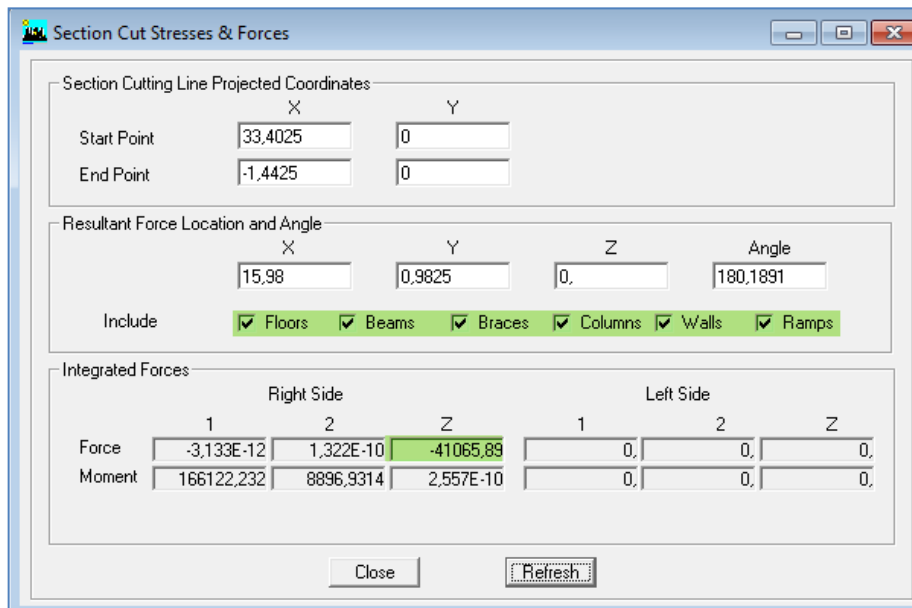 Section Cut Stresses & Forces
Section Cutting Line Projected Coordinates
X Y
Start Point 33,4025 0
End Point -1,4425 0
Resultant Force Location and Angle
X Y Z Angle
15,98 0,9825 0, 180,1891
Include Floors Beams Braces Columns Walls Ramps
Integrated Forces
Right Side Left Side
1 2 Z 1 2 Z
Force -3,133E-12 1,322E-10 -41065,89 0, 0, 0,
Moment 166122,232 8896,9314 2,557E-10 0, 0, 0,
Close Refresh